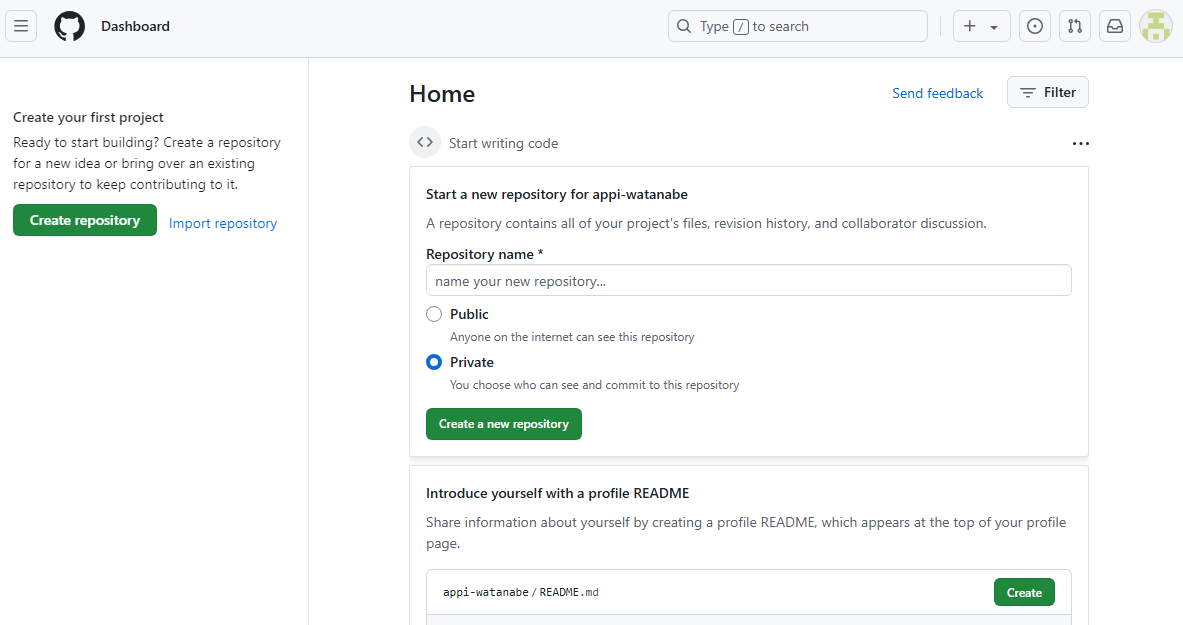 Dashboard
Type / to search
Create your first project
Ready to start building? Create a repository
for a new idea or bring over an existing
repository to keep contributing to it.
Create repository
Import repository
Home
Send feedback
Filter
Start writing code
Start a new repository for appi-watanabe
A repository contains all of your project's files, revision history, and collaborator discussion.
Repository name *
name your new repository...
Public
Anyone on the internet can see this repository
Private
You choose who can see and commit to this repository
Create a new repository
Introduce yourself with a profile README
Share information about yourself by creating a profile README, which appears at the top of your profile
page.
appi-watanabe / README.md
Create